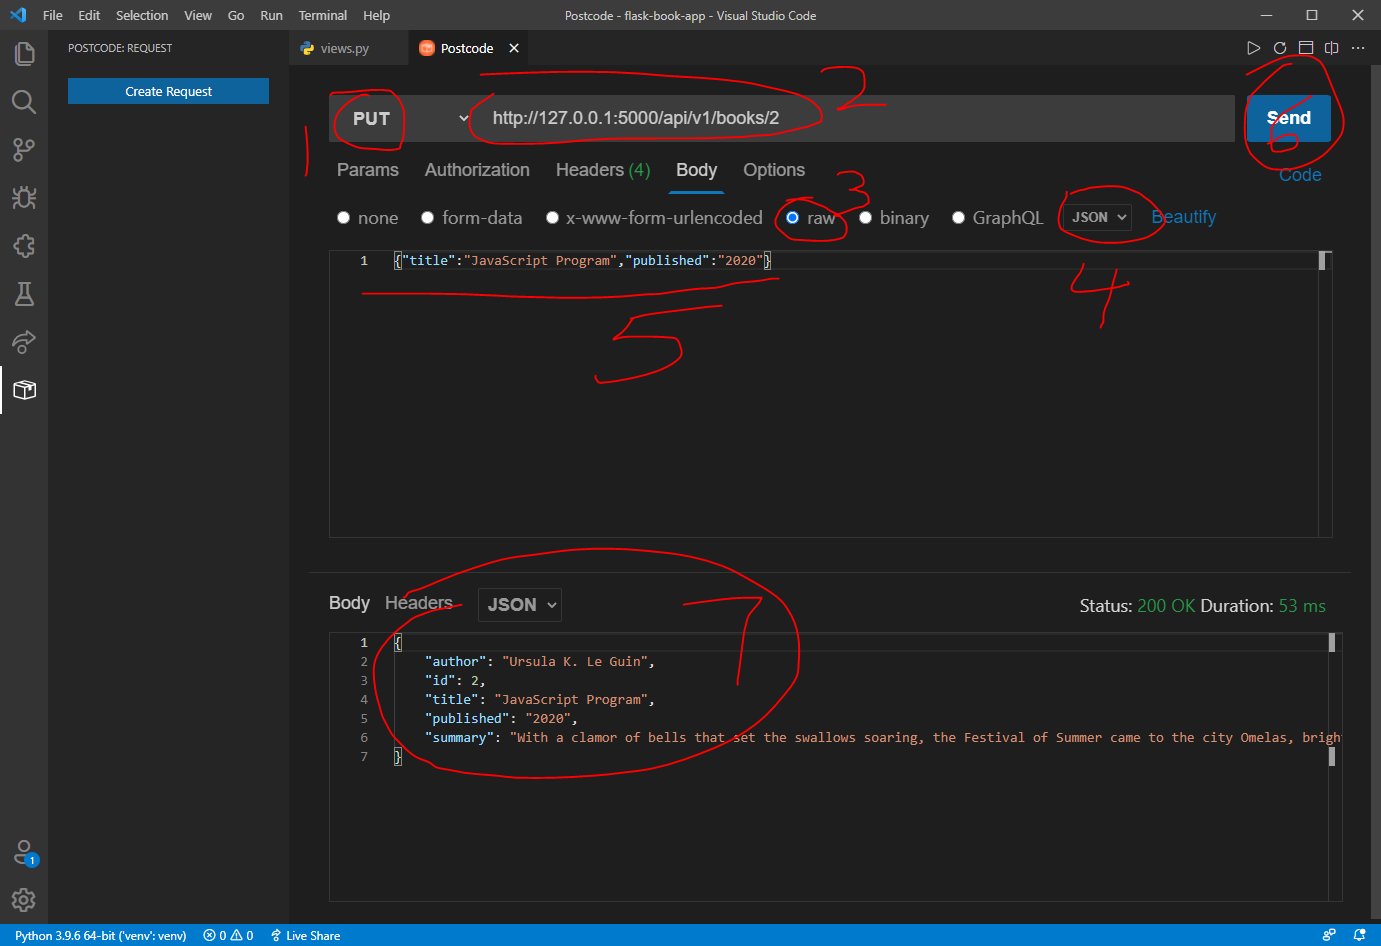 File Edit Selection View Go Run Terminal Help Postcode - flask-book-app - Visual Studio Code
POSTCODE: REQUEST
views.py Postcode
Create Request
PUT http://127.0.0.1:5000/api/v1/books/2 Send
2
6
1
Params Authorization Headers (4) Body Options Code
3
none form-data x-www-form-urlencoded raw binary GraphQL JSON Beautify
1 {"title":"JavaScript Program","published":"2020"}
4
5
Body Headers JSON Status: 200 OK Duration: 53 ms
7
1 {
2 "author": "Ursula K. Le Guin",
3 "id": 2,
4 "title": "JavaScript Program",
5 "published": "2020",
6 "summary": "With a clamor of bells that set the swallows soaring, the Festival of Summer came to the city Omelas, brigh
7 }
1
Python 3.9.6 64-bit ('venv': venv) 0 0 Live Share